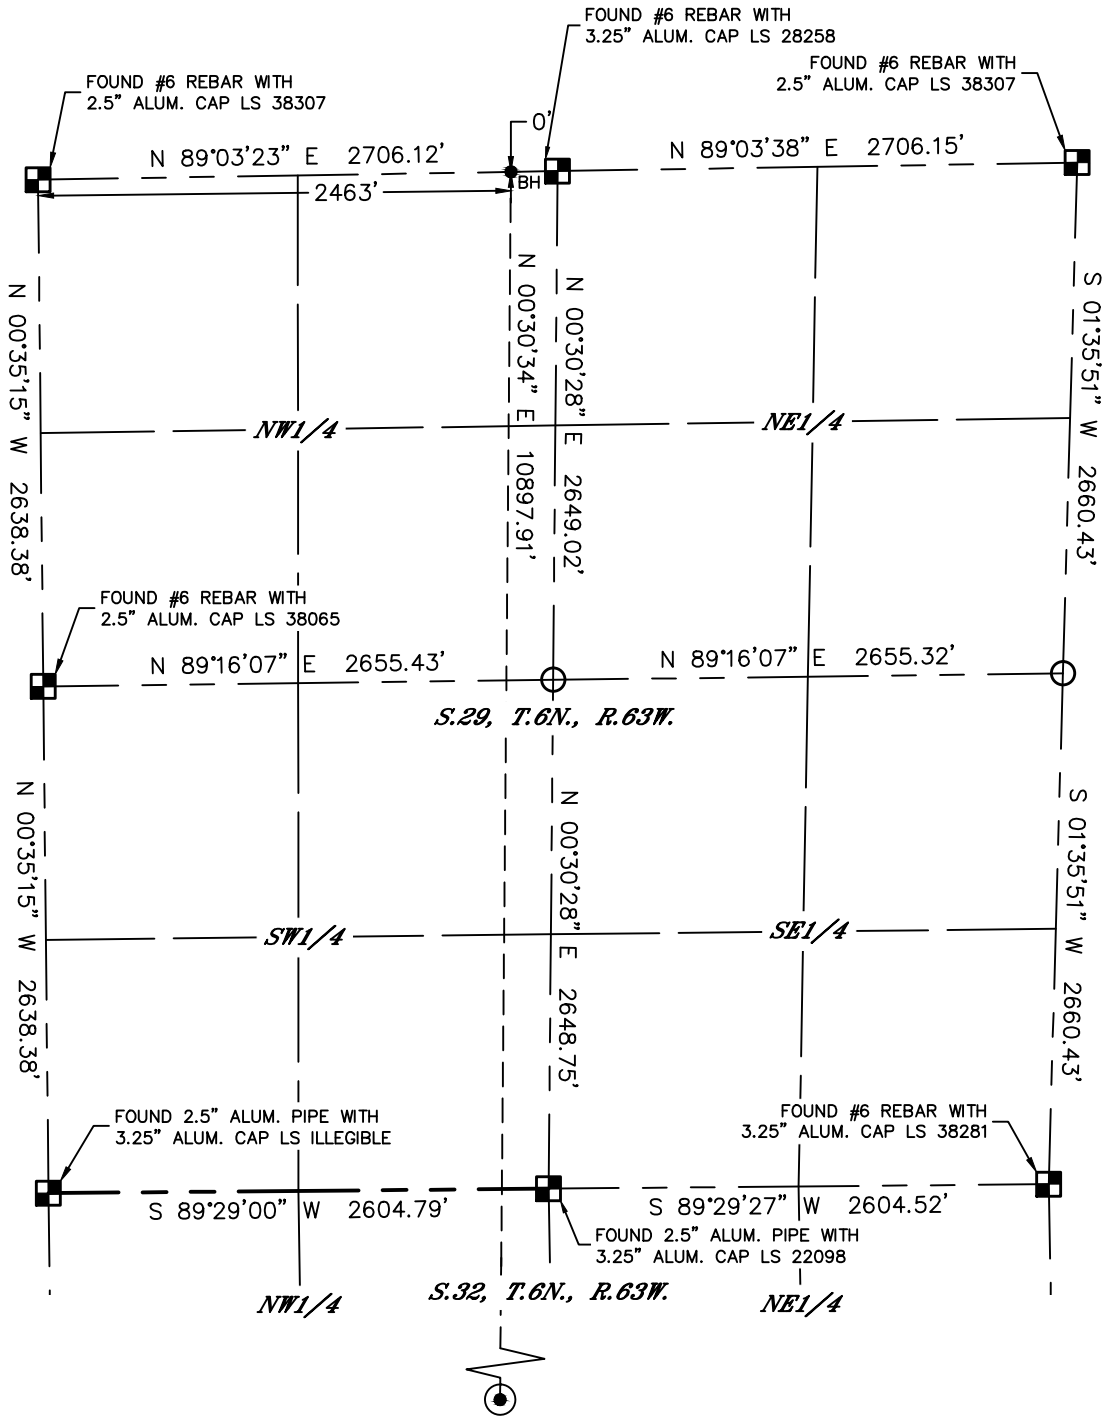 FOUND #6 REBAR WITH
3.25" ALUM. CAP LS 28258
FOUND #6 REBAR WITH
2.5" ALUM. CAP LS 38307
FOUND #6 REBAR WITH
2.5" ALUM. CAP LS 38307
0'
N 89°03'23" E 2706.12'
N 89°03'38" E 2706.15'
BH
2463'
N 00°35'15" W 2638.38'
N 00°30'34" E 10897.91'
N 00°30'28" E 2649.02'
S 01°35'51" W 2660.43'
NW1/4
NE1/4
FOUND #6 REBAR WITH
2.5" ALUM. CAP LS 38065
N 89°16'07" E 2655.43'
N 89°16'07" E 2655.32'
S.29, T.6N., R.63W.
N 00°35'15" W 2638.38'
N 00°30'28" E 2648.75'
S 01°35'51" W 2660.43'
SW1/4
SE1/4
FOUND 2.5" ALUM. PIPE WITH
3.25" ALUM. CAP LS ILLEGIBLE
FOUND #6 REBAR WITH
3.25" ALUM. CAP LS 38281
S 89°29'00" W 2604.79'
S 89°29'27" W 2604.52'
FOUND 2.5" ALUM. PIPE WITH
3.25" ALUM. CAP LS 22098
S.32, T.6N., R.63W.
NW1/4
NE1/4